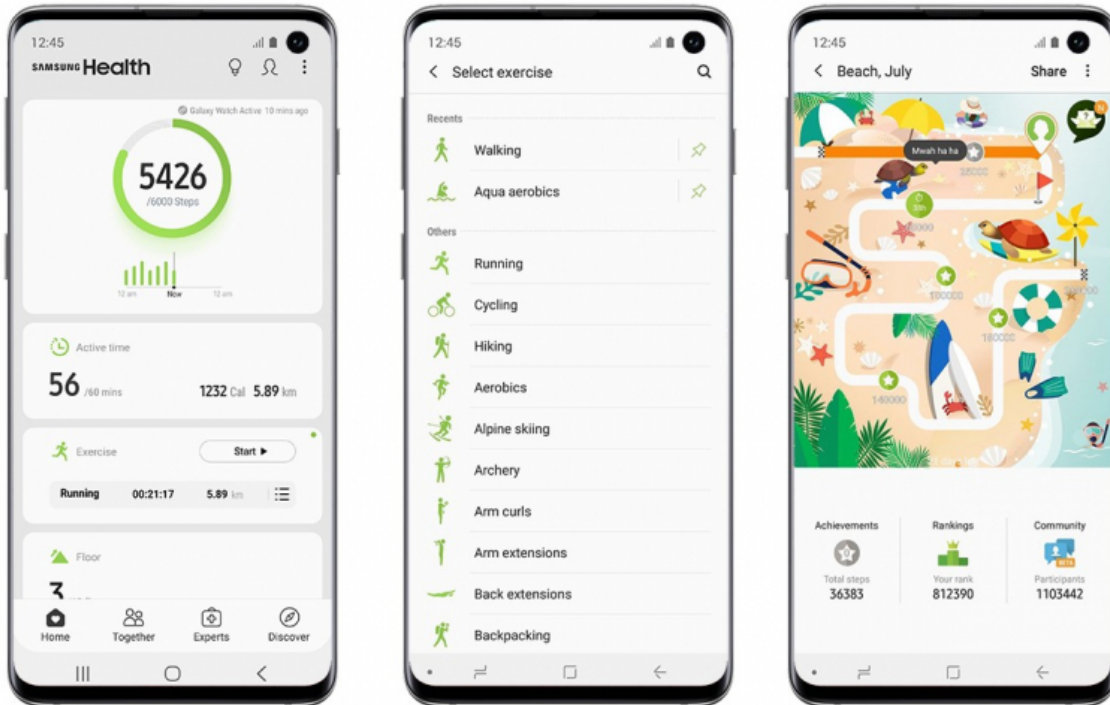 12:45
SAMSUNG Health
Galaxy Watch Active 10 mins ago
5426
/6000 Steps
12 am Now 12 am
Active time
56 /60 mins 1232 Cal 5.89 km
Exercise Start
Running 00:21:17 5.89 km
Floor
3
Home Together Experts Discover
12:45
Select exercise
Recents
Walking
Aqua aerobics
Others
Running
Cycling
Hiking
Aerobics
Alpine skiing
Archery
Arm curls
Arm extensions
Back extensions
Backpacking
12:45
Beach, July Share
N
Mwah ha ha
100000
180000
140000
Achievements Rankings Community
BETA
Total steps Your rank Participants
36383 812390 1103442